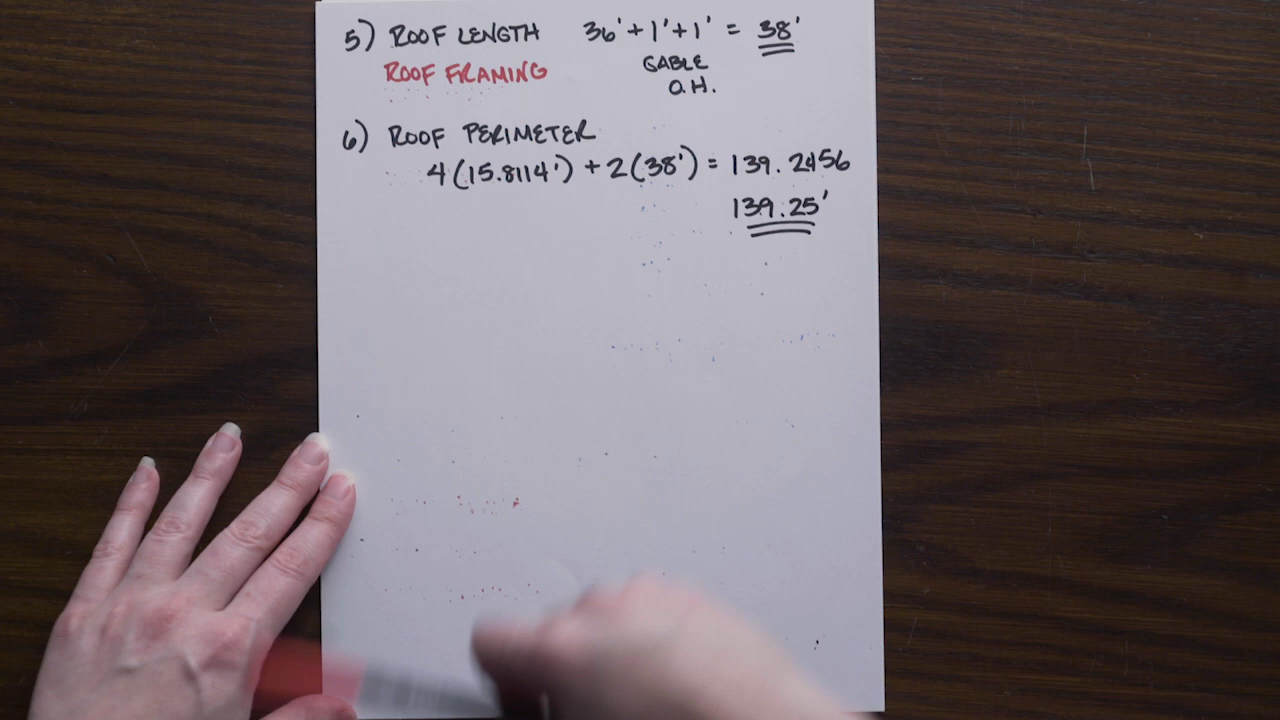 5) ROOF LENGTH 36'+1'+1' = 38'
ROOF FRAMING GABLE
O.H.
6) ROOF PERIMETER
4(15.8114') + 2(38') = 139.2456
139.25'